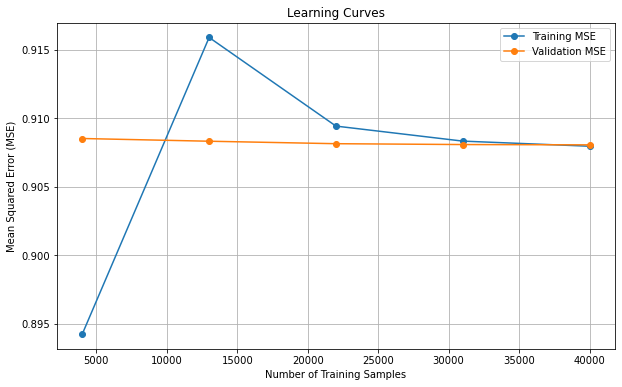 Learning Curves
Training MSE
Validation MSE
Mean Squared Error (MSE)
0.915
0.910
0.905
0.900
0.895
5000 10000 15000 20000 25000 30000 35000 40000
Number of Training Samples